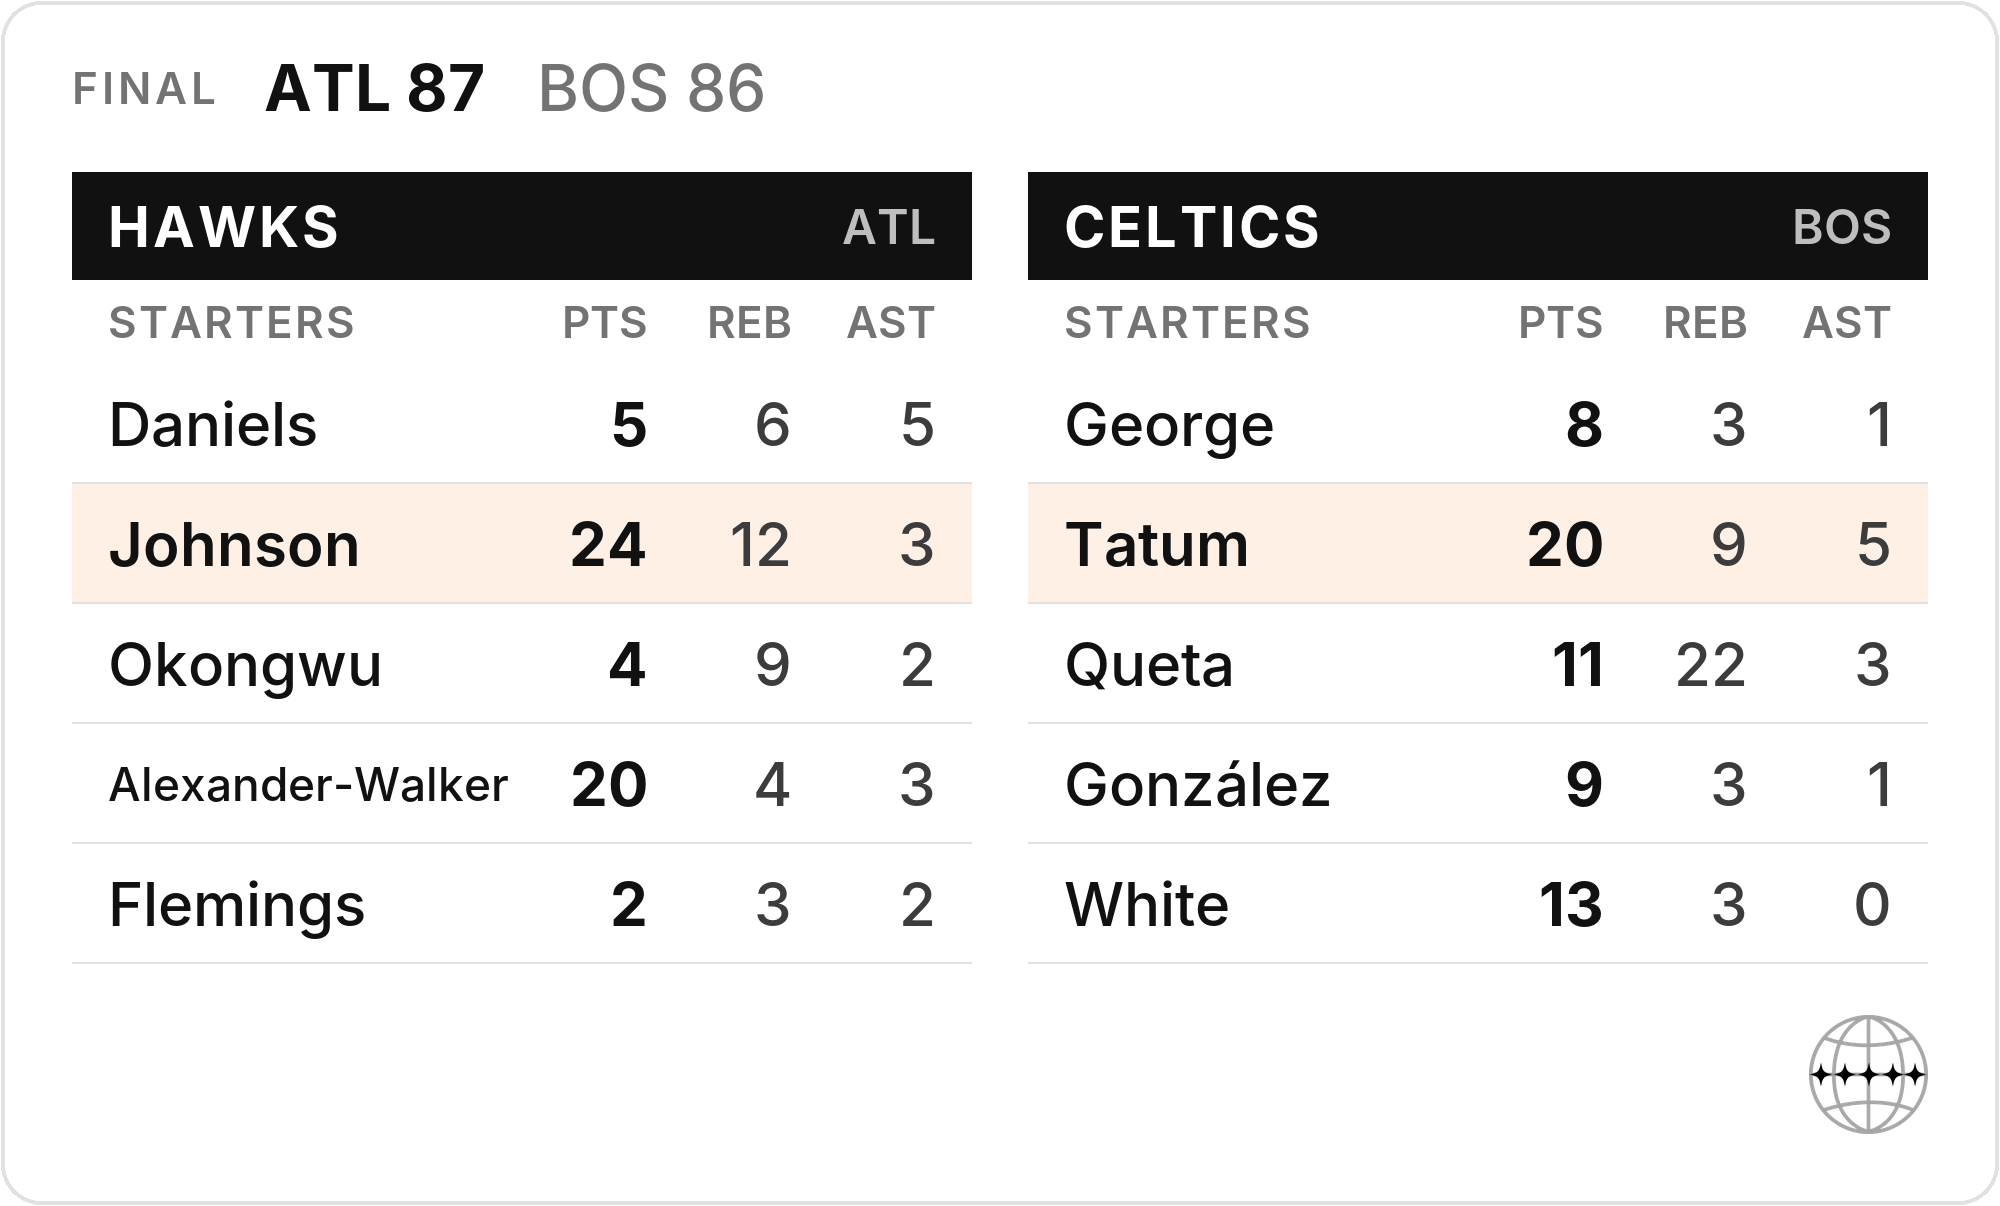 FINAL ATL 87 BOS 86
HAWKS ATL
STARTERS PTS REB AST
Daniels 5 6 5
Johnson 24 12 3
Okongwu 4 9 2
Alexander-Walker 20 4 3
Flemings 2 3 2
CELTICS BOS
STARTERS PTS REB AST
George 8 3 1
Tatum 20 9 5
Queta 11 22 3
González 9 3 1
White 13 3 0